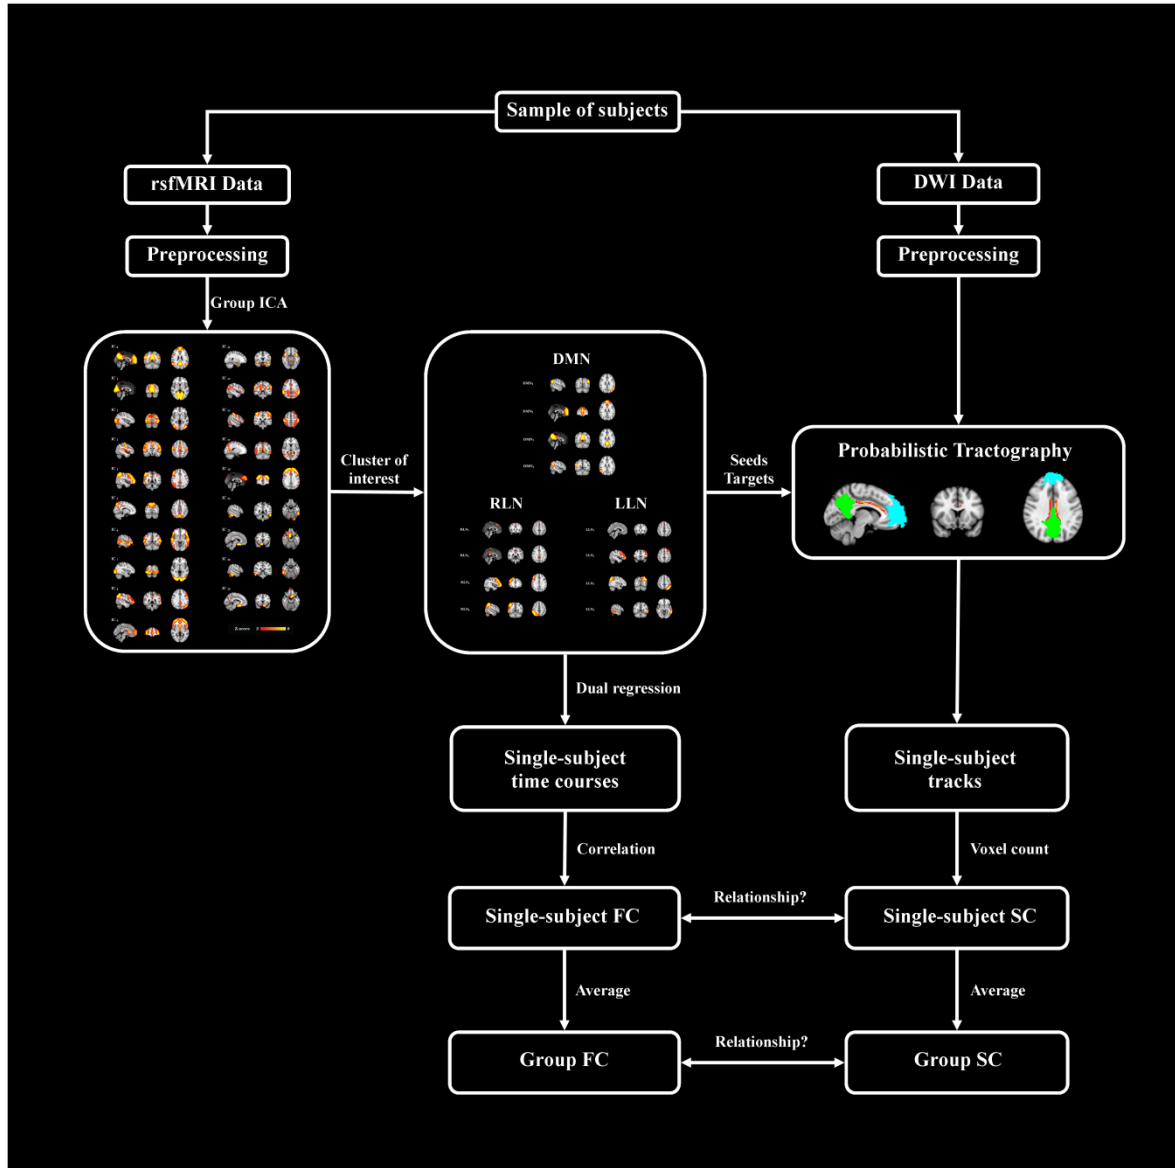 Sample of subjects
rsfMRI Data
DWI Data
Preprocessing
Preprocessing
Group ICA
DMN
Cluster of
interest
RLN
LLN
Seeds
Targets
Probabilistic Tractography
Dual regression
Single-subject
time courses
Single-subject
tracks
Correlation
Voxel count
Single-subject FC
Relationship?
Single-subject SC
Average
Average
Group FC
Relationship?
Group SC